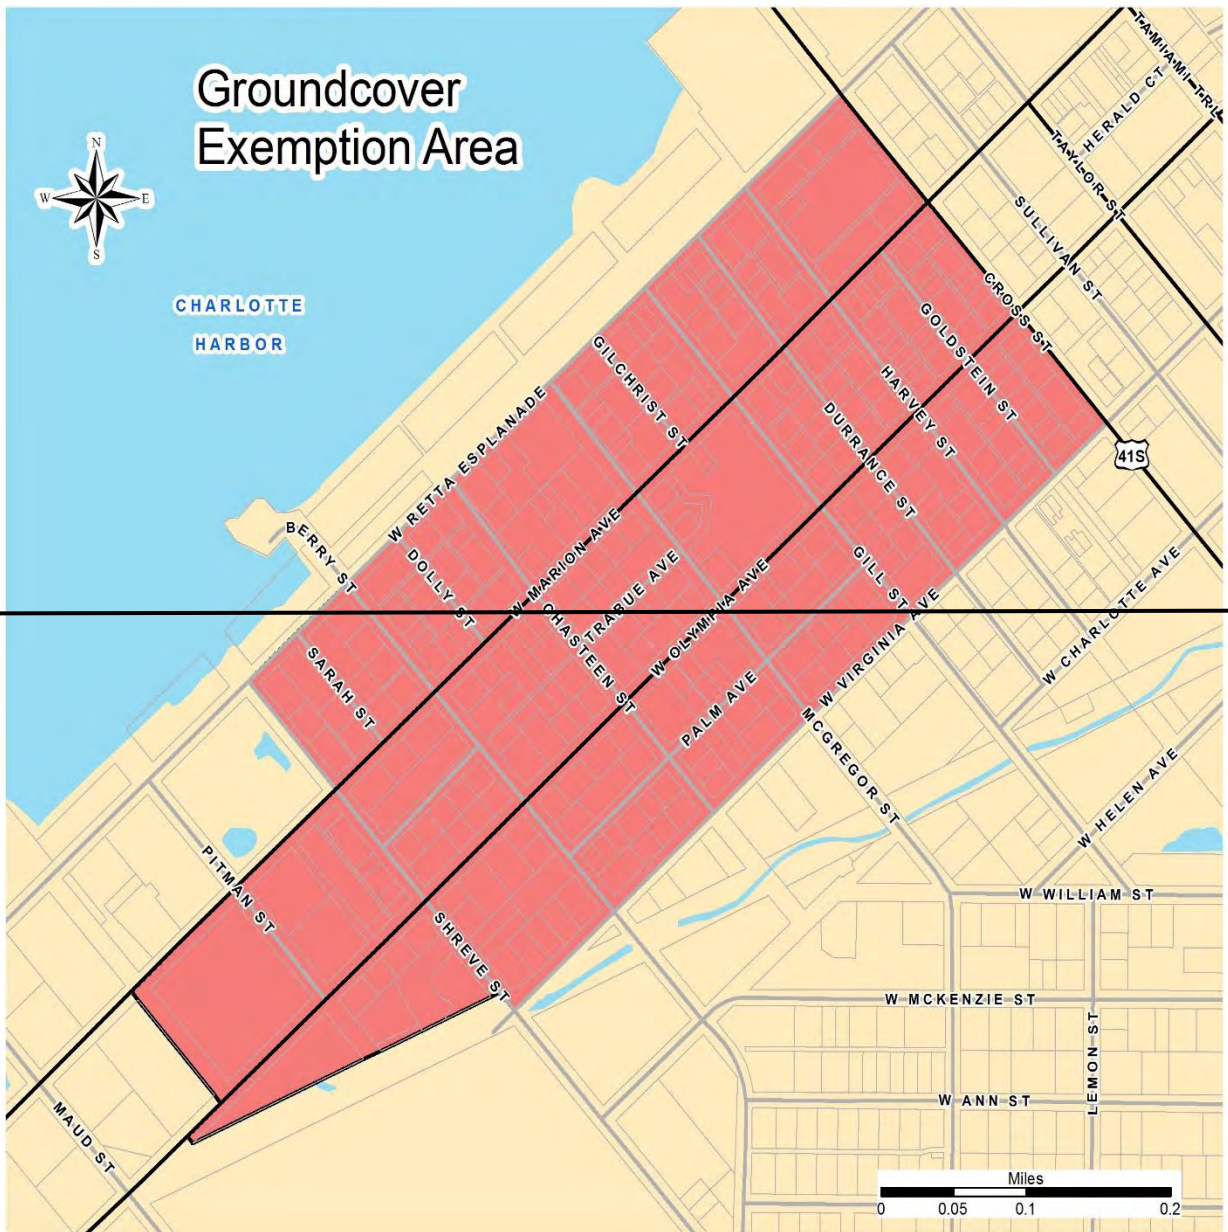 Groundcover
Exemption Area
N
W
E
S
CHARLOTTE
HARBOR
TAMIAMI TRL
HERALD CT
TAYLOR ST
SULLIVAN ST
CROSS ST
GOLDSTEIN ST
HARVEY ST
DURRANCE ST
GILCHRIST ST
41S
W RETTA ESPLANADE
W MARION AVE
BERRY ST
DOLLY ST
TRABUE AVE
CHASTEEN ST
W OLYMPIA AVE
GILL ST
W VIRGINIA AVE
W CHARLOTTE AVE
SARAH ST
PALM AVE
MCGREGOR ST
W HELEN AVE
PITMAN ST
SHREVE ST
W WILLIAM ST
W MCKENZIE ST
LEMON ST
W ANN ST
MAUD ST
Miles
0 0.05 0.1 0.2